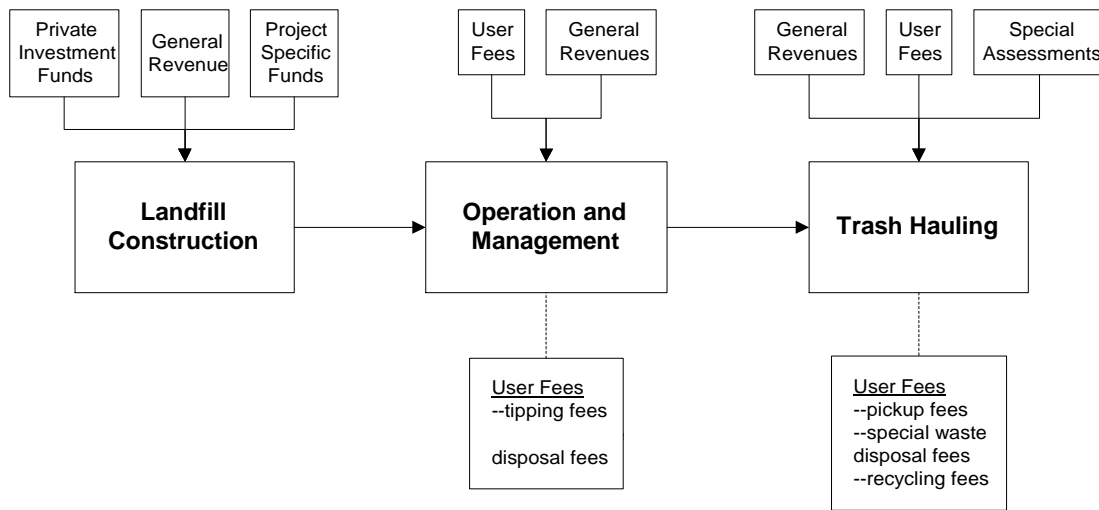 Private
Investment
Funds
General
Revenue
Project
Specific
Funds
User
Fees
General
Revenues
General
Revenues
User
Fees
Special
Assessments
Landfill
Construction
Operation and
Management
Trash Hauling
User Fees
--tipping fees
disposal fees
User Fees
--pickup fees
--special waste
disposal fees
--recycling fees